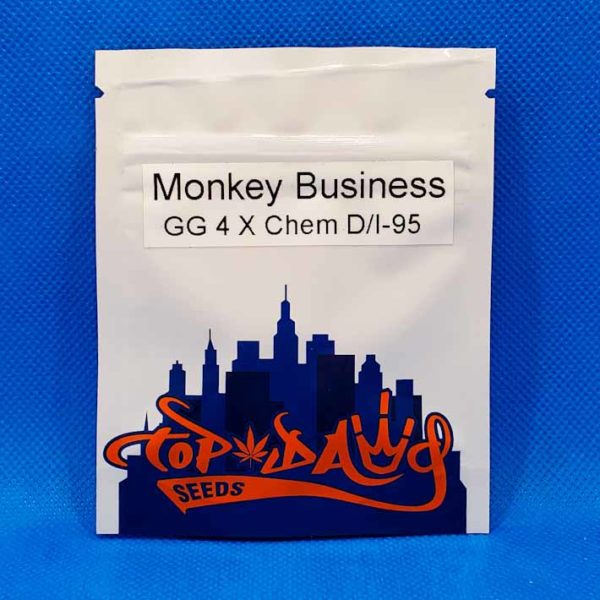 Monkey Business
GG 4 X Chem D/I-95
TOP DAWG
SEEDS